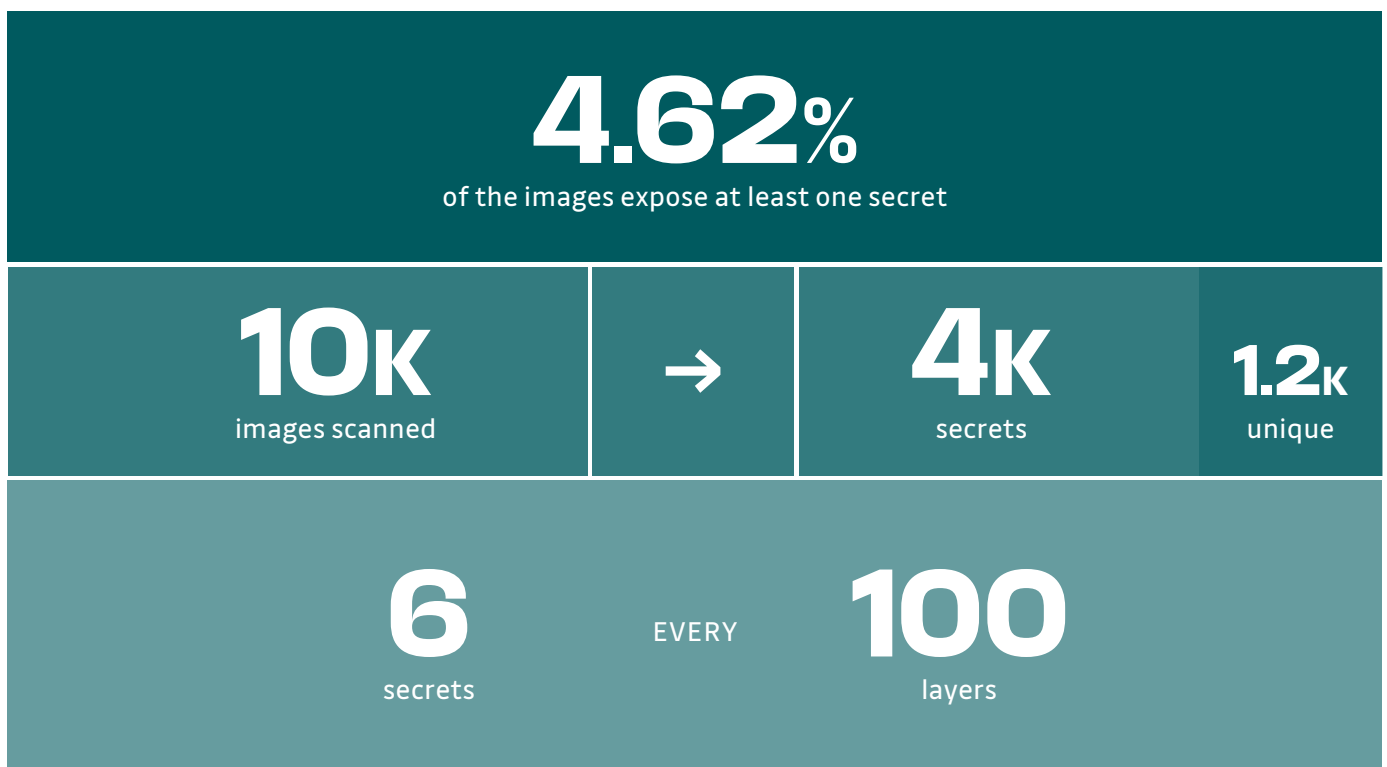 4.62%
of the images expose at least one secret
10K
images scanned
→
4K
secrets
1.2K
unique
6
secrets
EVERY
100
layers